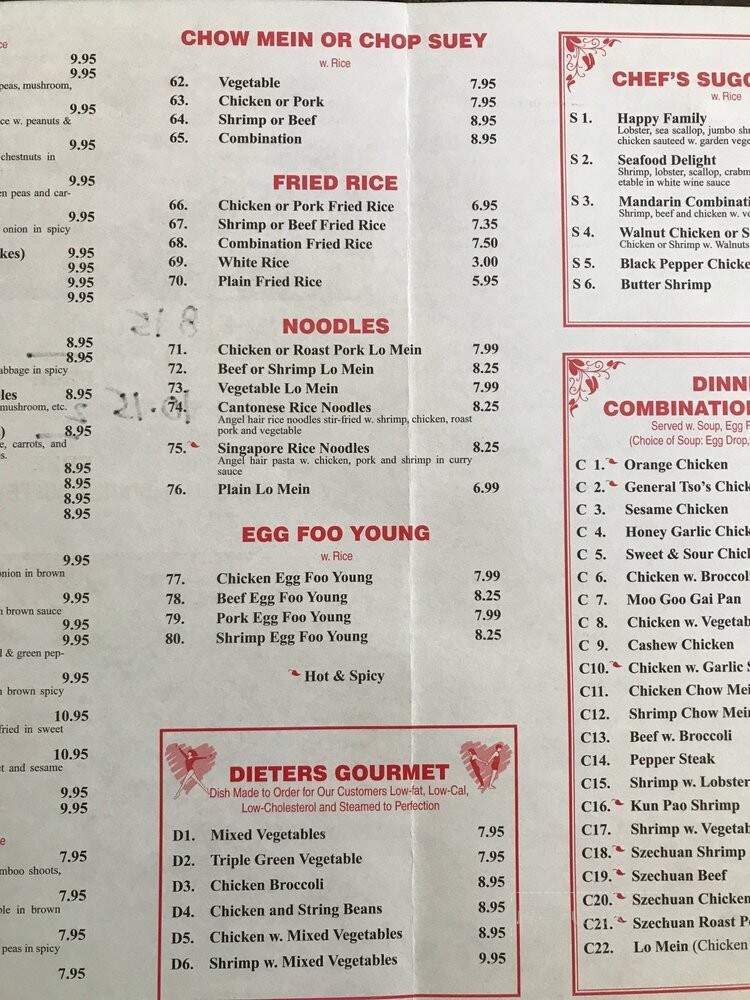 ce
9.95
9.95
peas, mushroom,
9.95
ce w. peanuts &
9.95
chestnuts in
9.95
en peas and car-
9.95
onion in spicy
kes) 9.95
9.95
9.95
9.95
8.95
8.95
abbage in spicy
les 8.95
mushroom, etc.
) 8.95
e, carrots, and
s.
8.95
8.95
8.95
8.95
9.95
onion in brown
9.95
n brown sauce
9.95
9.95
l & green pep-
9.95
n brown spicy
10.95
fried in sweet
10.95
et and sesame
9.95
9.95
e
7.95
mboo shoots,
7.95
ble in brown
7.95
peas in spicy
7.95
CHOW MEIN OR CHOP SUEY
w. Rice
62. Vegetable 7.95
63. Chicken or Pork 7.95
64. Shrimp or Beef 8.95
65. Combination 8.95
FRIED RICE
66. Chicken or Pork Fried Rice 6.95
67. Shrimp or Beef Fried Rice 7.35
68. Combination Fried Rice 7.50
69. White Rice 3.00
70. Plain Fried Rice 5.95
NOODLES
71. Chicken or Roast Pork Lo Mein 7.99
72. Beef or Shrimp Lo Mein 8.25
73. Vegetable Lo Mein 7.99
74. Cantonese Rice Noodles 8.25
Angel hair rice noodles stir-fried w. shrimp, chicken, roast
pork and vegetable
75. Singapore Rice Noodles 8.25
Angel hair pasta w. chicken, pork and shrimp in curry
sauce
76. Plain Lo Mein 6.99
EGG FOO YOUNG
w. Rice
77. Chicken Egg Foo Young 7.99
78. Beef Egg Foo Young 8.25
79. Pork Egg Foo Young 7.99
80. Shrimp Egg Foo Young 8.25
Hot & Spicy
DIETERS GOURMET
Dish Made to Order for Our Customers Low-fat, Low-Cal,
Low-Cholesterol and Steamed to Perfection
D1. Mixed Vegetables 7.95
D2. Triple Green Vegetable 7.95
D3. Chicken Broccoli 8.95
D4. Chicken and String Beans 8.95
D5. Chicken w. Mixed Vegetables 8.95
D6. Shrimp w. Mixed Vegetables 9.95
CHEF'S SUGG
w. Rice
S 1. Happy Family
Lobster, sea scallop, jumbo shr
chicken sauteed w. garden vege
S 2. Seafood Delight
Shrimp, lobster, scallop, crabm
etable in white wine sauce
S 3. Mandarin Combinati
Shrimp, beef and chicken w. ve
S 4. Walnut Chicken or S
Chicken or Shrimp w. Walnuts
S 5. Black Pepper Chicke
S 6. Butter Shrimp
DINN
COMBINATION
Served w. Soup, Egg R
(Choice of Soup: Egg Drop,
C 1. Orange Chicken
C 2. General Tso's Chick
C 3. Sesame Chicken
C 4. Honey Garlic Chick
C 5. Sweet & Sour Chick
C 6. Chicken w. Broccoli
C 7. Moo Goo Gai Pan
C 8. Chicken w. Vegetab
C 9. Cashew Chicken
C10. Chicken w. Garlic S
C11. Chicken Chow Mei
C12. Shrimp Chow Mein
C13. Beef w. Broccoli
C14. Pepper Steak
C15. Shrimp w. Lobster
C16. Kun Pao Shrimp
C17. Shrimp w. Vegetab
C18. Szechuan Shrimp
C19. Szechuan Beef
C20. Szechuan Chicken
C21. Szechuan Roast Po
C22. Lo Mein (Chicken